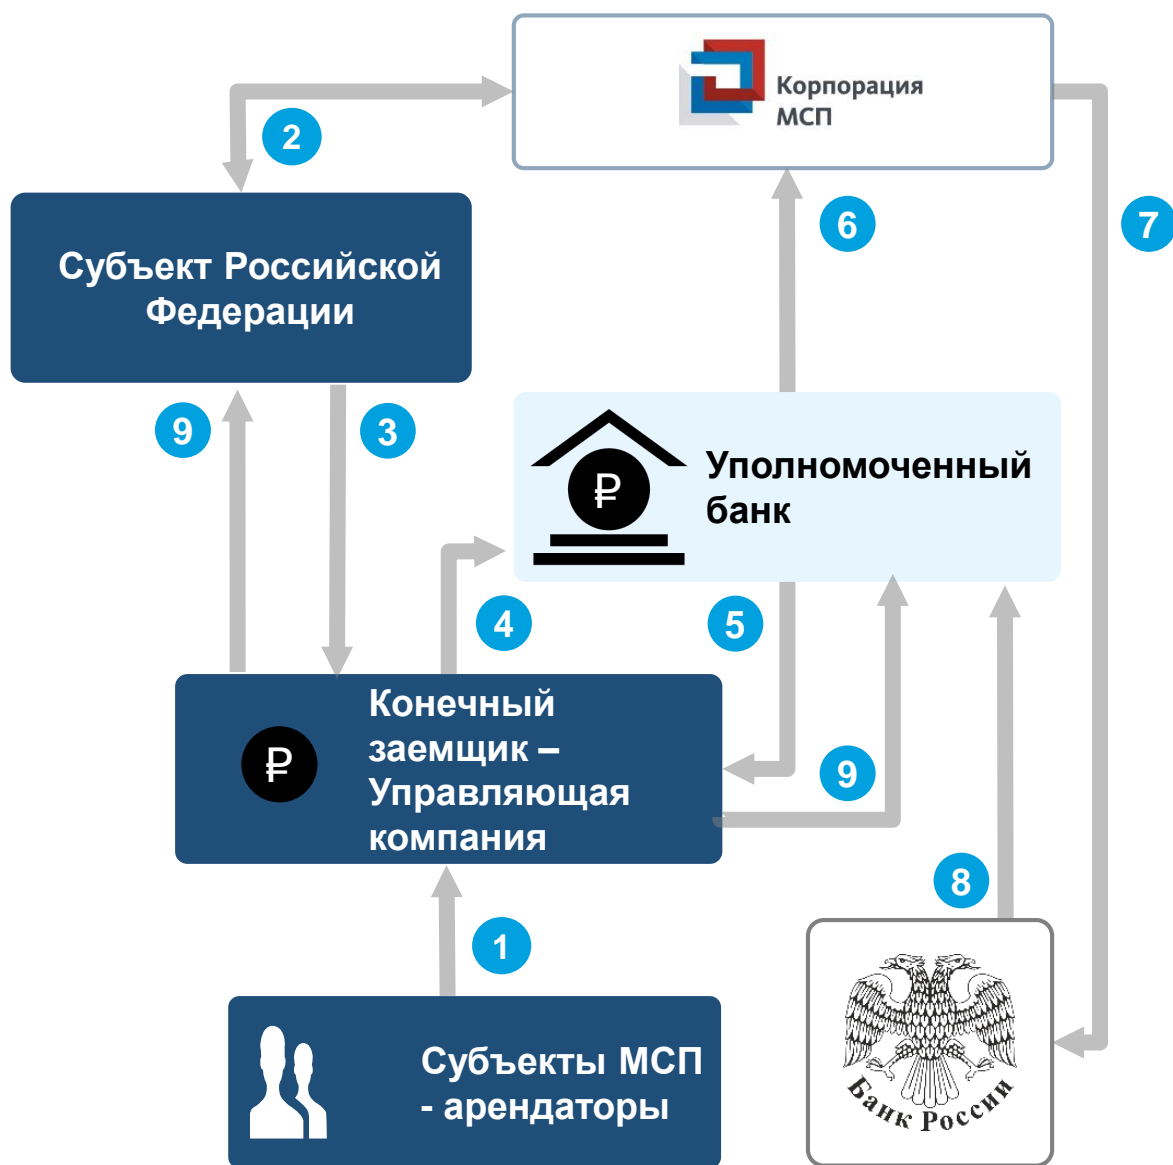 Корпорация
МСП
2
6
7
Субъект Российской
Федерации
9
3
₽
Уполномоченный
банк
4
5
₽
Конечный
заемщик –
Управляющая
компания
9
8
1
Субъекты МСП
- арендаторы
Банк России